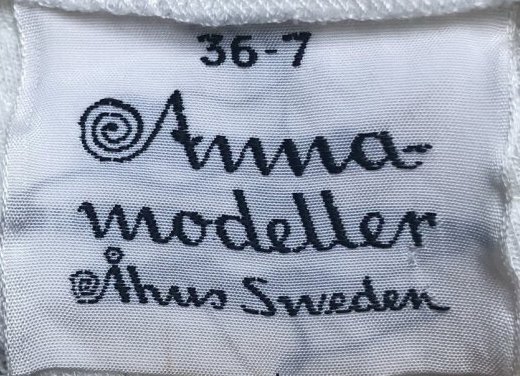 36-7
Anna-
modeller
Åhus Sweden